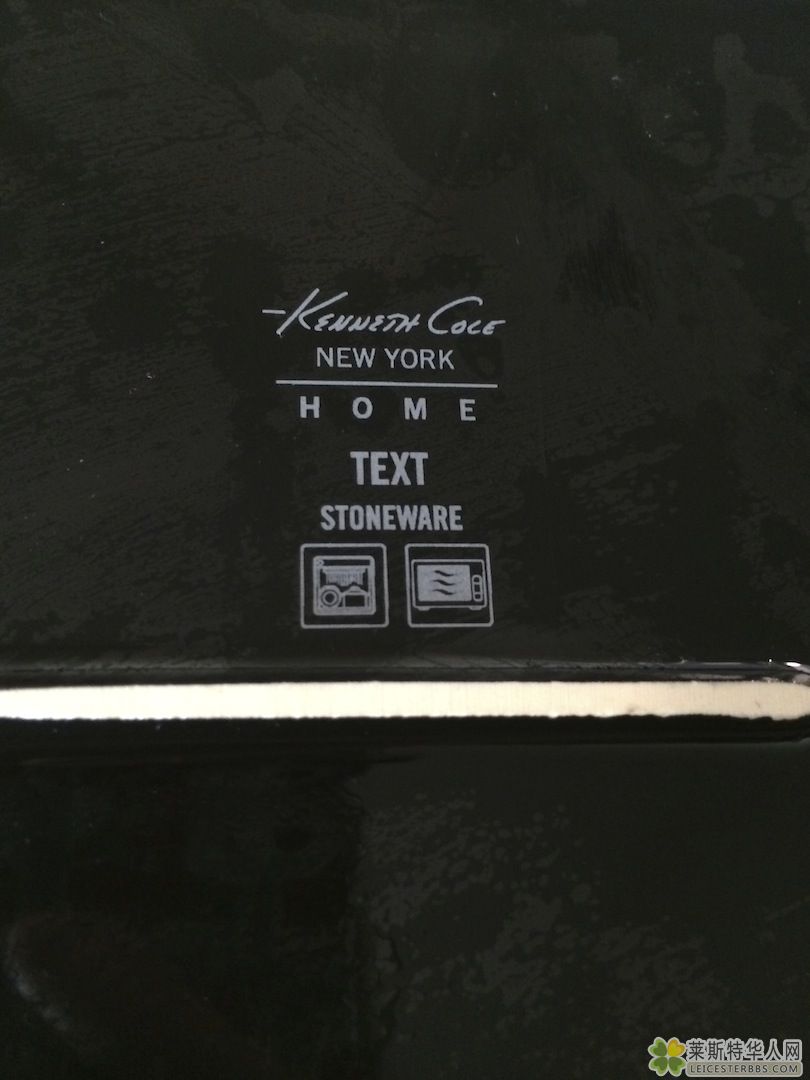 Kenneth Cole
NEW YORK
HOME
TEXT
STONEWARE
莱斯特华人网
LEICESTERBBS.COM